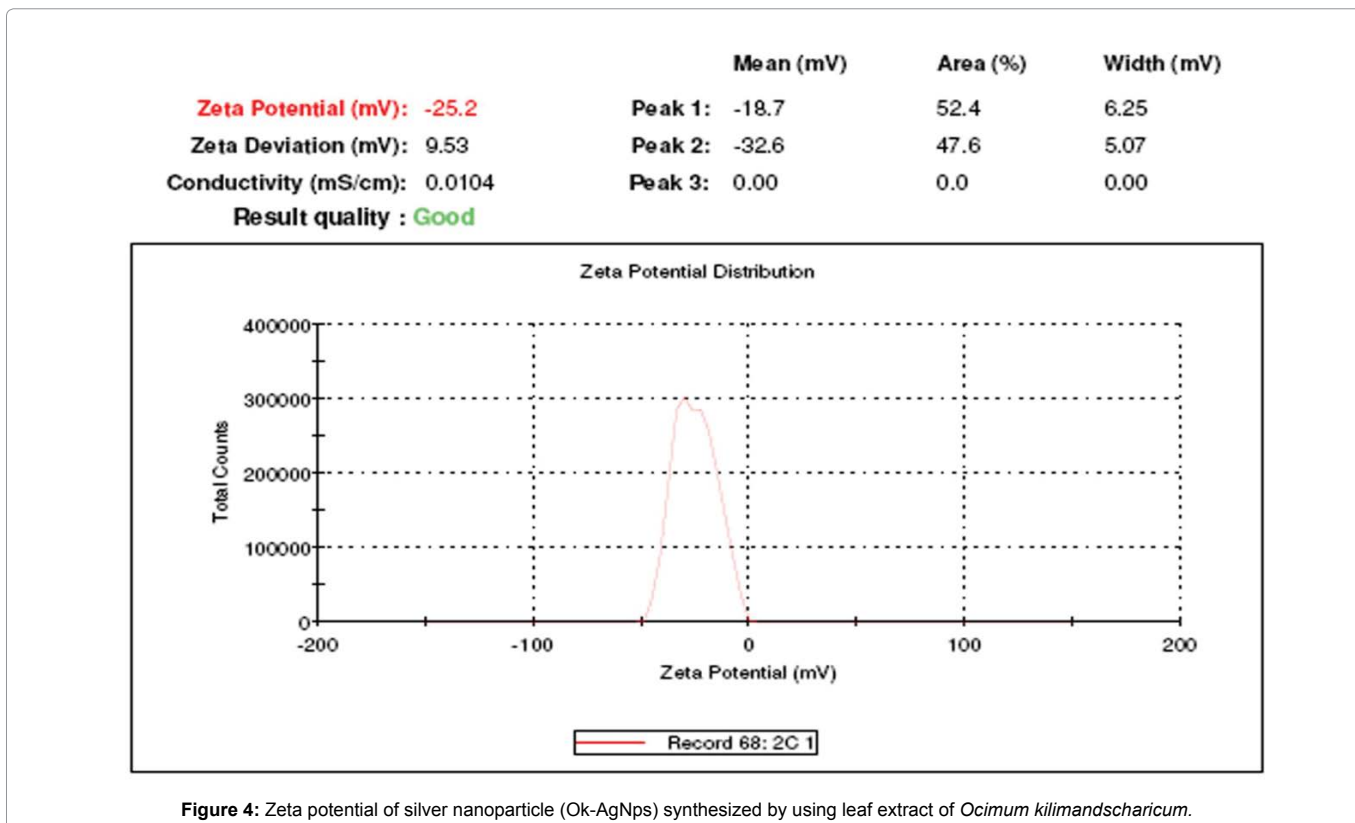 Mean (mV) Area (%) Width (mV)
Zeta Potential (mV): -25.2 Peak 1: -18.7 52.4 6.25
Zeta Deviation (mV): 9.53 Peak 2: -32.6 47.6 5.07
Conductivity (mS/cm): 0.0104 Peak 3: 0.00 0.0 0.00
Result quality : Good
Zeta Potential Distribution
400000
300000
200000
100000
0
Total Counts
-200 -100 0 100 200
Zeta Potential (mV)
Record 68: 2C 1
Figure 4: Zeta potential of silver nanoparticle (Ok-AgNps) synthesized by using leaf extract of Ocimum kilimandscharicum.